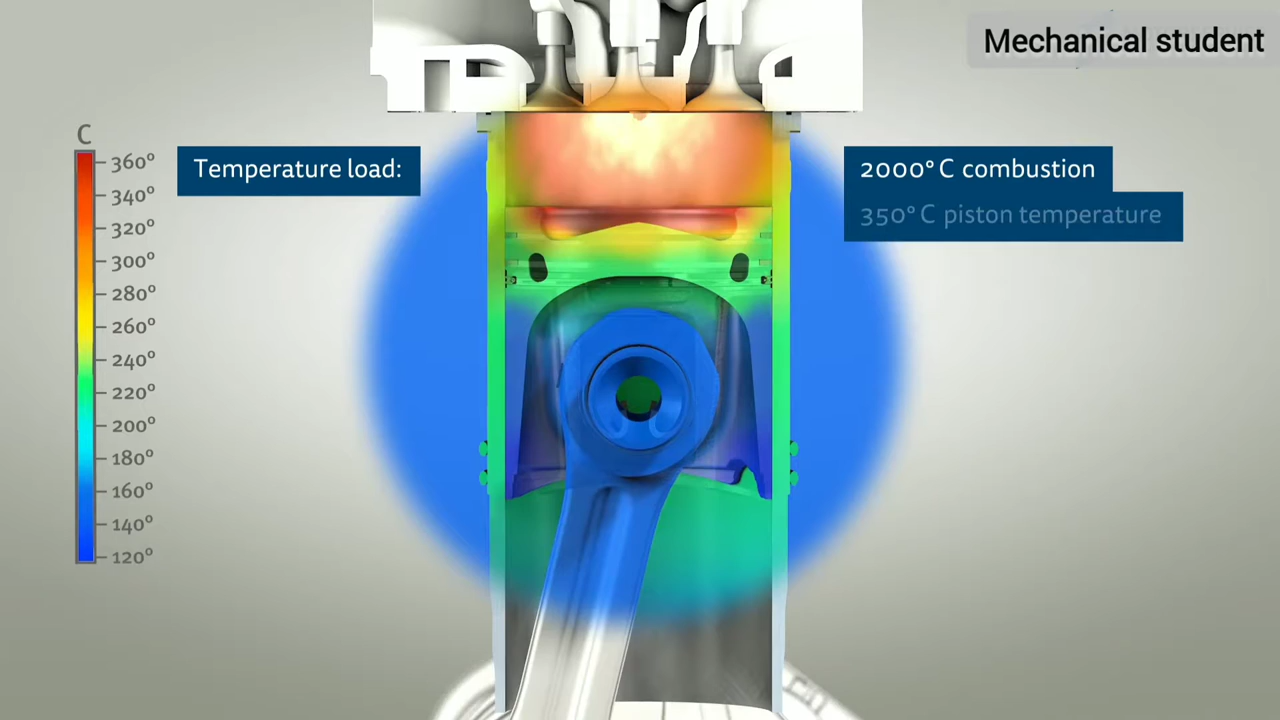 Mechanical student
C
360°
340°
320°
300°
280°
260°
240°
220°
200°
180°
160°
140°
120°
Temperature load:
2000° C combustion
350° C piston temperature